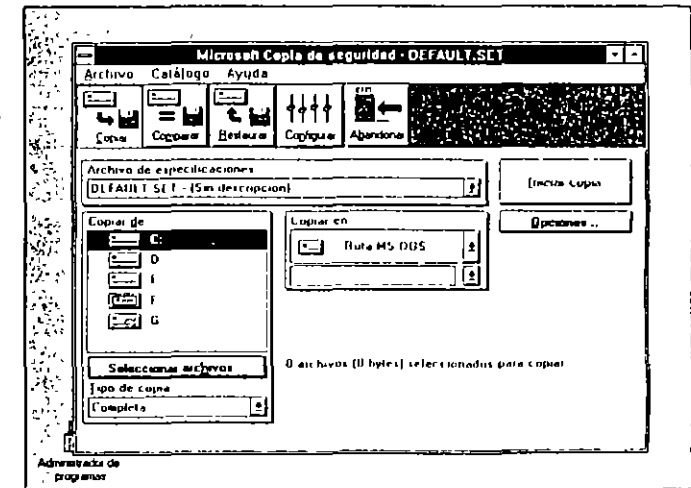 Microsoft Copia de seguridad - DEFAULT.SET
Archivo Catálogo Ayuda
Copiar Comparar Restaurar Configurar Abandonar
Archivo de especificaciones
DEFAULT.SET - (Sin descripcion)
Iniciar Copia
Opciones...
Copiar de
C:
D
E
F
G
Copiar en
Ruta MS-DOS
Seleccionar archivos
0 archivos [0 bytes] seleccionados para copiar
Tipo de copia
Completa
Administrador de
programas